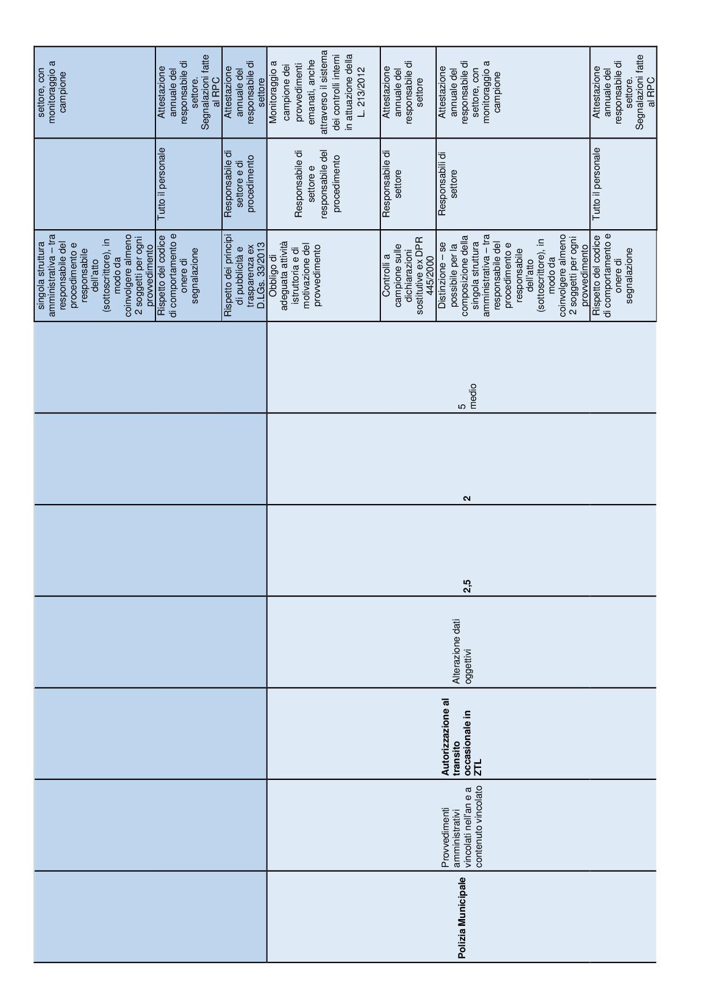 singola struttura
amministrativa – tra
responsabile del
procedimento e
responsabile
dell'atto
(sottoscrittore), in
modo da
coinvolgere almeno
2 soggetti per ogni
provvedimento
settore, con
monitoraggio a
campione
Rispetto del codice
di comportamento e
onere di
segnalazione
Tutto il personale
Attestazione
annuale del
responsabile di
settore.
Segnalazioni fatte
al RPC
Rispetto dei principi
di pubblicità e
trasparenza ex
D.LGs. 33/2013
Responsabile di
settore e di
procedimento
Attestazione
annuale del
responsabile di
settore
Polizia Municipale
Provvedimenti
amministrativi
vincolati nell'an e a
contenuto vincolato
Autorizzazione al
transito
occasionale in
ZTL
Alterazione dati
oggettivi
2,5
2
5
medio
Obbligo di
adeguata attività
istruttoria e di
motivazione del
provvedimento
Responsabile di
settore e
responsabile del
procedimento
Monitoraggio a
campione dei
provvedimenti
emanati, anche
attraverso il sistema
dei controlli interni
in attuazione della
L. 213/2012
Controlli a
campione sulle
dichiarazioni
sostitutive ex DPR
445/2000
Responsabile di
settore
Attestazione
annuale del
responsabile di
settore
Distinzione – se
possibile per la
composizione della
singola struttura
amministrativa – tra
responsabile del
procedimento e
responsabile
dell'atto
(sottoscrittore), in
modo da
coinvolgere almeno
2 soggetti per ogni
provvedimento
Responsabili di
settore
Attestazione
annuale del
responsabile di
settore, con
monitoraggio a
campione
Rispetto del codice
di comportamento e
onere di
segnalazione
Tutto il personale
Attestazione
annuale del
responsabile di
settore.
Segnalazioni fatte
al RPC